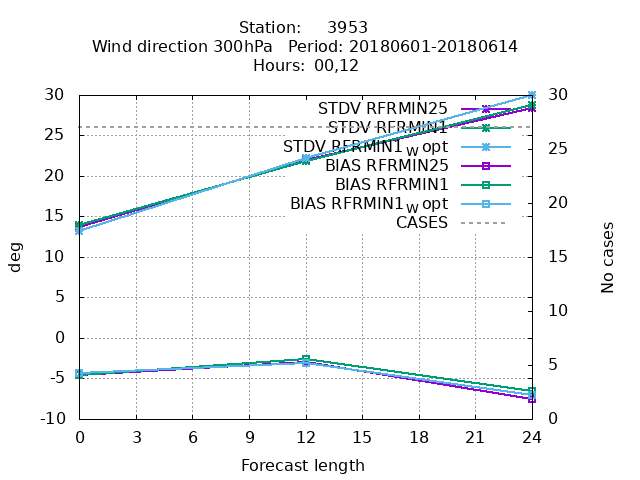 Station: 3953
Wind direction 300hPa Period: 20180601-20180614
Hours: 00,12
STDV RFRMIN25
STDV RFRMIN1
STDV RFRMIN1_W opt
BIAS RFRMIN25
BIAS RFRMIN1
BIAS RFRMIN1_W opt
CASES
30
25
20
15
10
5
0
-5
-10
deg
30
25
20
15
10
5
0
No cases
0 3 6 9 12 15 18 21 24
Forecast length